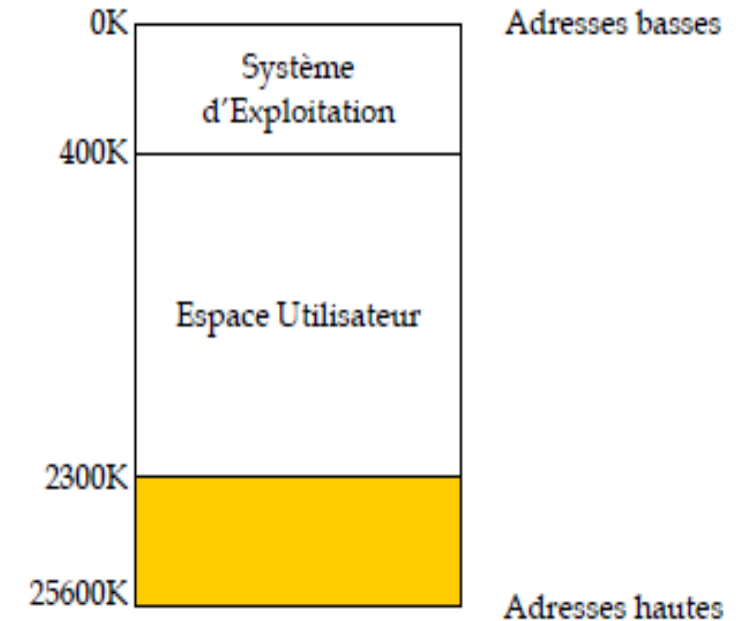 0K
Adresses basses
Système
d'Exploitation
400K
Espace Utilisateur
2300K
25600K
Adresses hautes